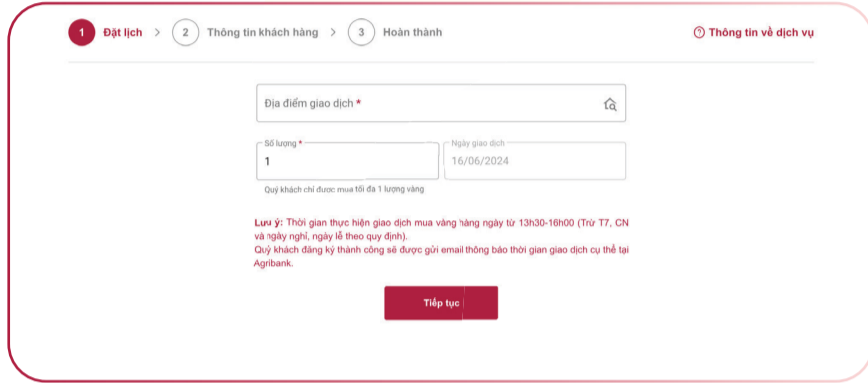 1 Đặt lịch > 2 Thông tin khách hàng > 3 Hoàn thành
Thông tin về dịch vụ
Địa điểm giao dịch *
Số lượng *
1
Ngày giao dịch
16/06/2024
Quý khách chỉ được mua tối đa 1 lượng vàng
Lưu ý: Thời gian thực hiện giao dịch mua vàng hàng ngày từ 13h30-16h00 (Trừ T7, CN
và ngày nghỉ, ngày lễ theo quy định).
Quý khách đăng ký thành công sẽ được gửi email thông báo thời gian giao dịch cụ thể tại
Agribank.
Tiếp tục